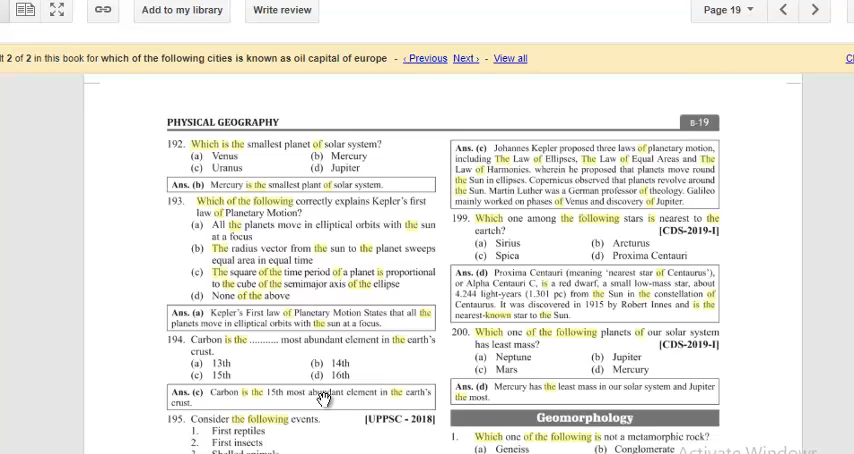 Add to my library
Write review
Page 19
2 of 2 in this book for which of the following cities is known as oil capital of europe - ‹ Previous Next › - View all
PHYSICAL GEOGRAPHY
B-19
192. Which is the smallest planet of solar system?
(a) Venus (b) Mercury
(c) Uranus (d) Jupiter
Ans. (b) Mercury is the smallest plant of solar system.
193. Which of the following correctly explains Kepler's first
law of Planetary Motion?
(a) All the planets move in elliptical orbits with the sun
at a focus
(b) The radius vector from the sun to the planet sweeps
equal area in equal time
(c) The square of the time period of a planet is proportional
to the cube of the semimajor axis of the ellipse
(d) None of the above
Ans. (a) Kepler's First law of Planetary Motion States that all the
planets move in elliptical orbits with the sun at a focus.
194. Carbon is the ........... most abundant element in the earth's
crust.
(a) 13th (b) 14th
(c) 15th (d) 16th
Ans. (c) Carbon is the 15th most abundant element in the earth's
crust.
195. Consider the following events. [UPPSC - 2018]
1. First reptiles
2. First insects
Ans. (c) Johannes Kepler proposed three laws of planetary motion,
including The Law of Ellipses, The Law of Equal Areas and The
Law of Harmonies. wherein he proposed that planets move round
the Sun in ellipses. Copernicus observed that planets revolve around
the Sun. Martin Luther was a German professor of theology. Galileo
mainly worked on phases of Venus and discovery of Jupiter.
199. Which one among the following stars is nearest to the
eartch? [CDS-2019-I]
(a) Sirius (b) Arcturus
(c) Spica (d) Proxima Centauri
Ans. (d) Proxima Centauri (meaning 'nearest star of Centaurus'),
or Alpha Centauri C, is a red dwarf, a small low-mass star, about
4.244 light-years (1.301 pc) from the Sun in the constellation of
Centaurus. It was discovered in 1915 by Robert Innes and is the
nearest-known star to the Sun.
200. Which one of the following planets of our solar system
has least mass? [CDS-2019-I]
(a) Neptune (b) Jupiter
(c) Mars (d) Mercury
Ans. (d) Mercury has the least mass in our solar system and Jupiter
the most.
Geomorphology
1. Which one of the following is not a metamorphic rock?
(a) Geneiss (b) Conglomerate
Activate Windows